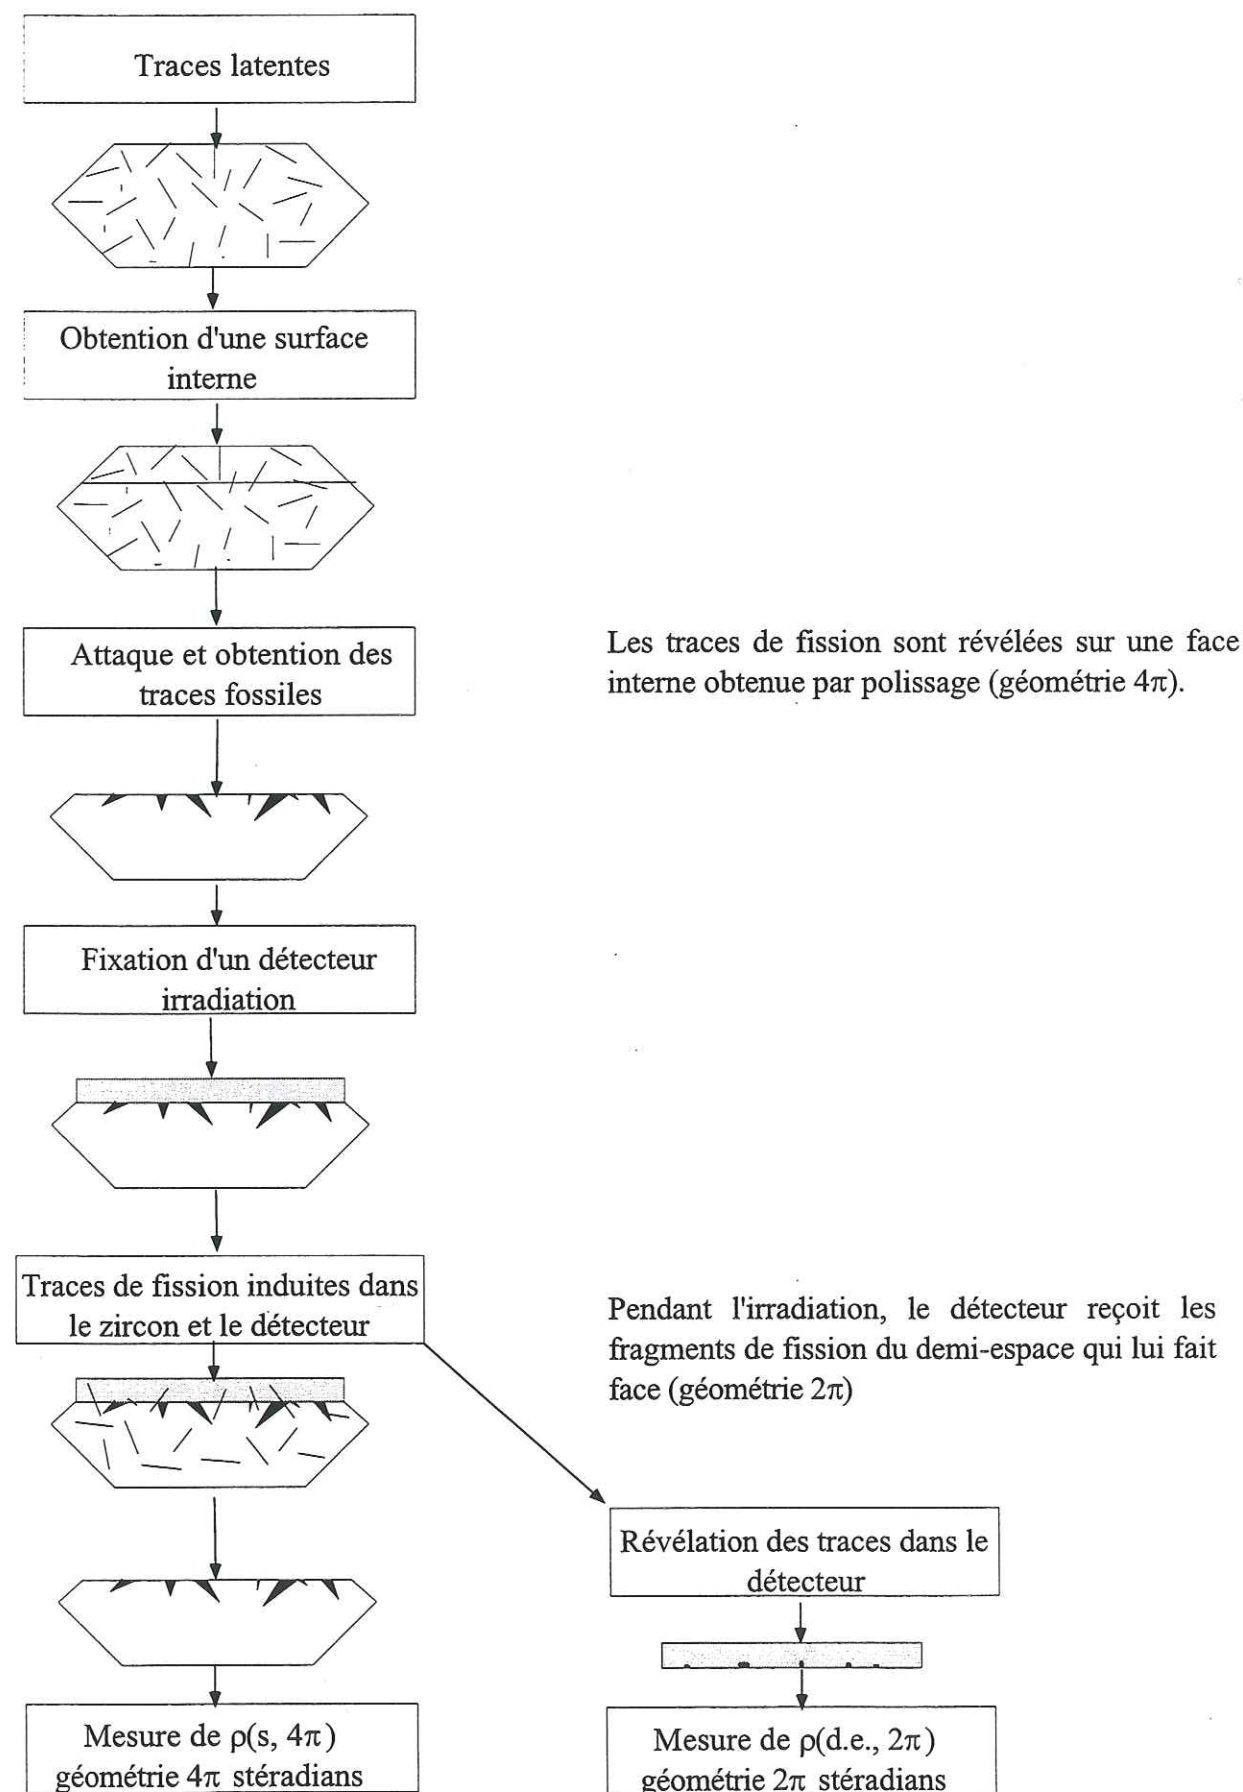 Traces latentes
Obtention d'une surface
interne
Attaque et obtention des
traces fossiles
Les traces de fission sont révélées sur une face
interne obtenue par polissage (géométrie 4π).
Fixation d'un détecteur
irradiation
Traces de fission induites dans
le zircon et le détecteur
Pendant l'irradiation, le détecteur reçoit les
fragments de fission du demi-espace qui lui fait
face (géométrie 2π)
Révélation des traces dans le
détecteur
Mesure de ρ(s, 4π)
géométrie 4π stéradians
Mesure de ρ(d.e., 2π)
géométrie 2π stéradians